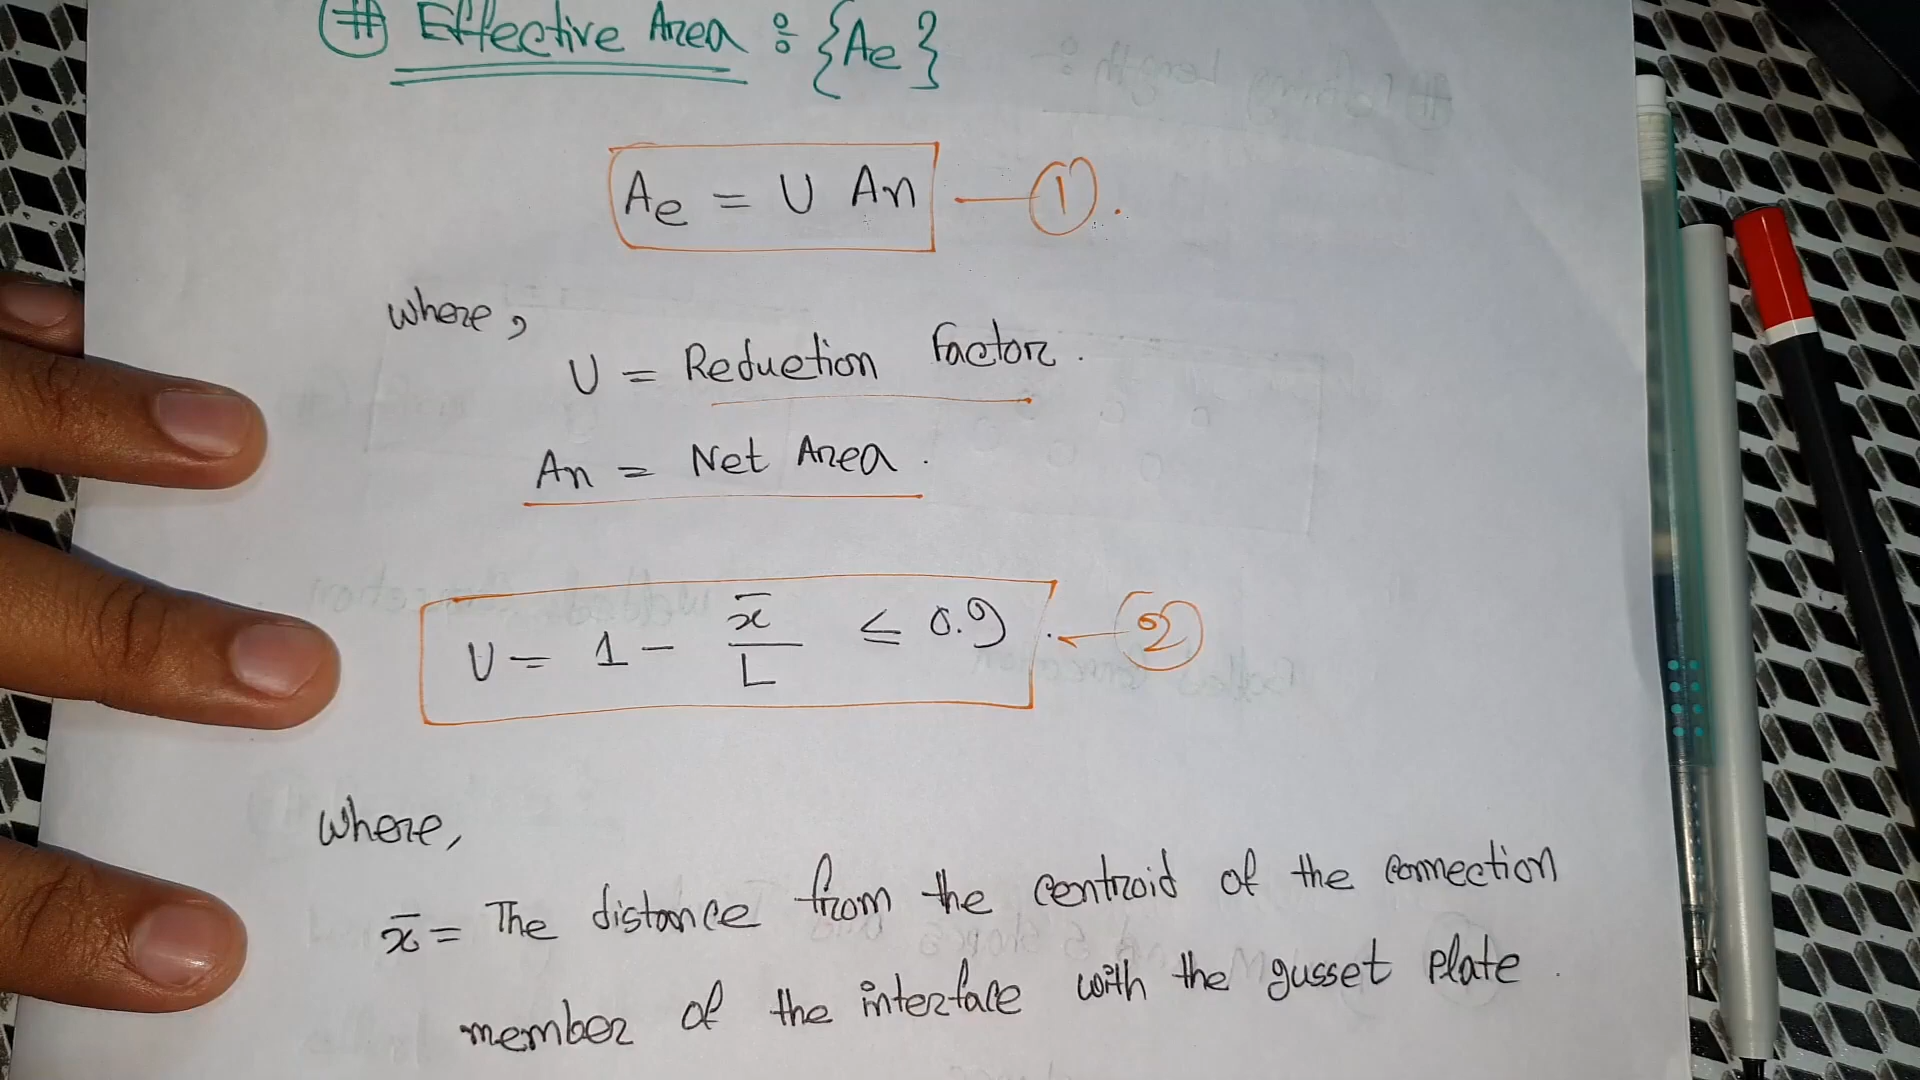 # Effective Area : {Ae}
Ae = U An — 1.
where,
U = Reduction factor.
An = Net Area.
U = 1 - x̄/L ≤ 0.9 . ← 2
where,
x̄ = The distance from the centroid of the connection
member of the interface with the gusset plate.